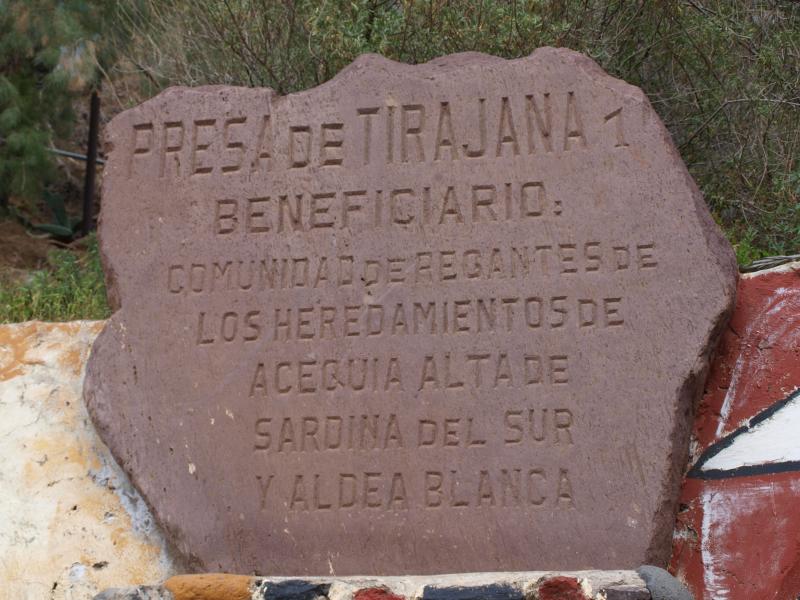 PRESA DE TIRAJANA 1
BENEFICIARIO:
COMUNIDAD DE REGANTES DE
LOS HEREDAMIENTOS DE
ACEQUIA ALTA DE
SARDINA DEL SUR
Y ALDEA BLANCA